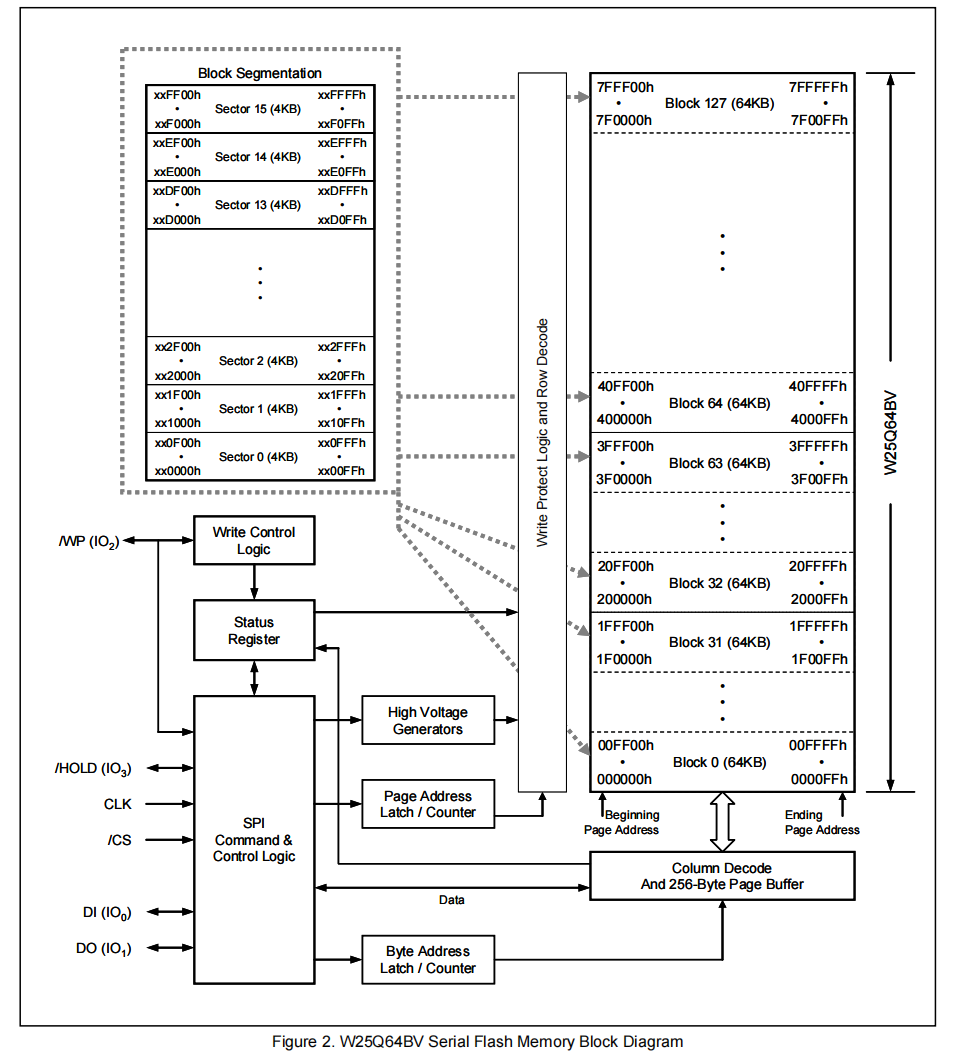 Block Segmentation
xxFF00h xxFFFFh
• Sector 15 (4KB) •
xxF000h xxF0FFh
xxEF00h xxEFFFh
• Sector 14 (4KB) •
xxE000h xxE0FFh
xxDF00h xxDFFFh
• Sector 13 (4KB) •
xxD000h xxD0FFh
xx2F00h xx2FFFh
• Sector 2 (4KB) •
xx2000h xx20FFh
xx1F00h xx1FFFh
• Sector 1 (4KB) •
xx1000h xx10FFh
xx0F00h xx0FFFh
• Sector 0 (4KB) •
xx0000h xx00FFh
Write Protect Logic and Row Decode
7FFF00h 7FFFFFh
• Block 127 (64KB) •
7F0000h 7F00FFh
40FF00h 40FFFFh
• Block 64 (64KB) •
400000h 4000FFh
3FFF00h 3FFFFFh
• Block 63 (64KB) •
3F0000h 3F00FFh
20FF00h 20FFFFh
• Block 32 (64KB) •
200000h 2000FFh
1FFF00h 1FFFFFh
• Block 31 (64KB) •
1F0000h 1F00FFh
00FF00h 00FFFFh
• Block 0 (64KB) •
000000h 0000FFh
W25Q64BV
Beginning
Page Address
Ending
Page Address
/WP (IO2)
Write Control
Logic
Status
Register
High Voltage
Generators
/HOLD (IO3)
CLK
/CS
DI (IO0)
DO (IO1)
SPI
Command &
Control Logic
Page Address
Latch / Counter
Column Decode
And 256-Byte Page Buffer
Data
Byte Address
Latch / Counter
Figure 2. W25Q64BV Serial Flash Memory Block Diagram